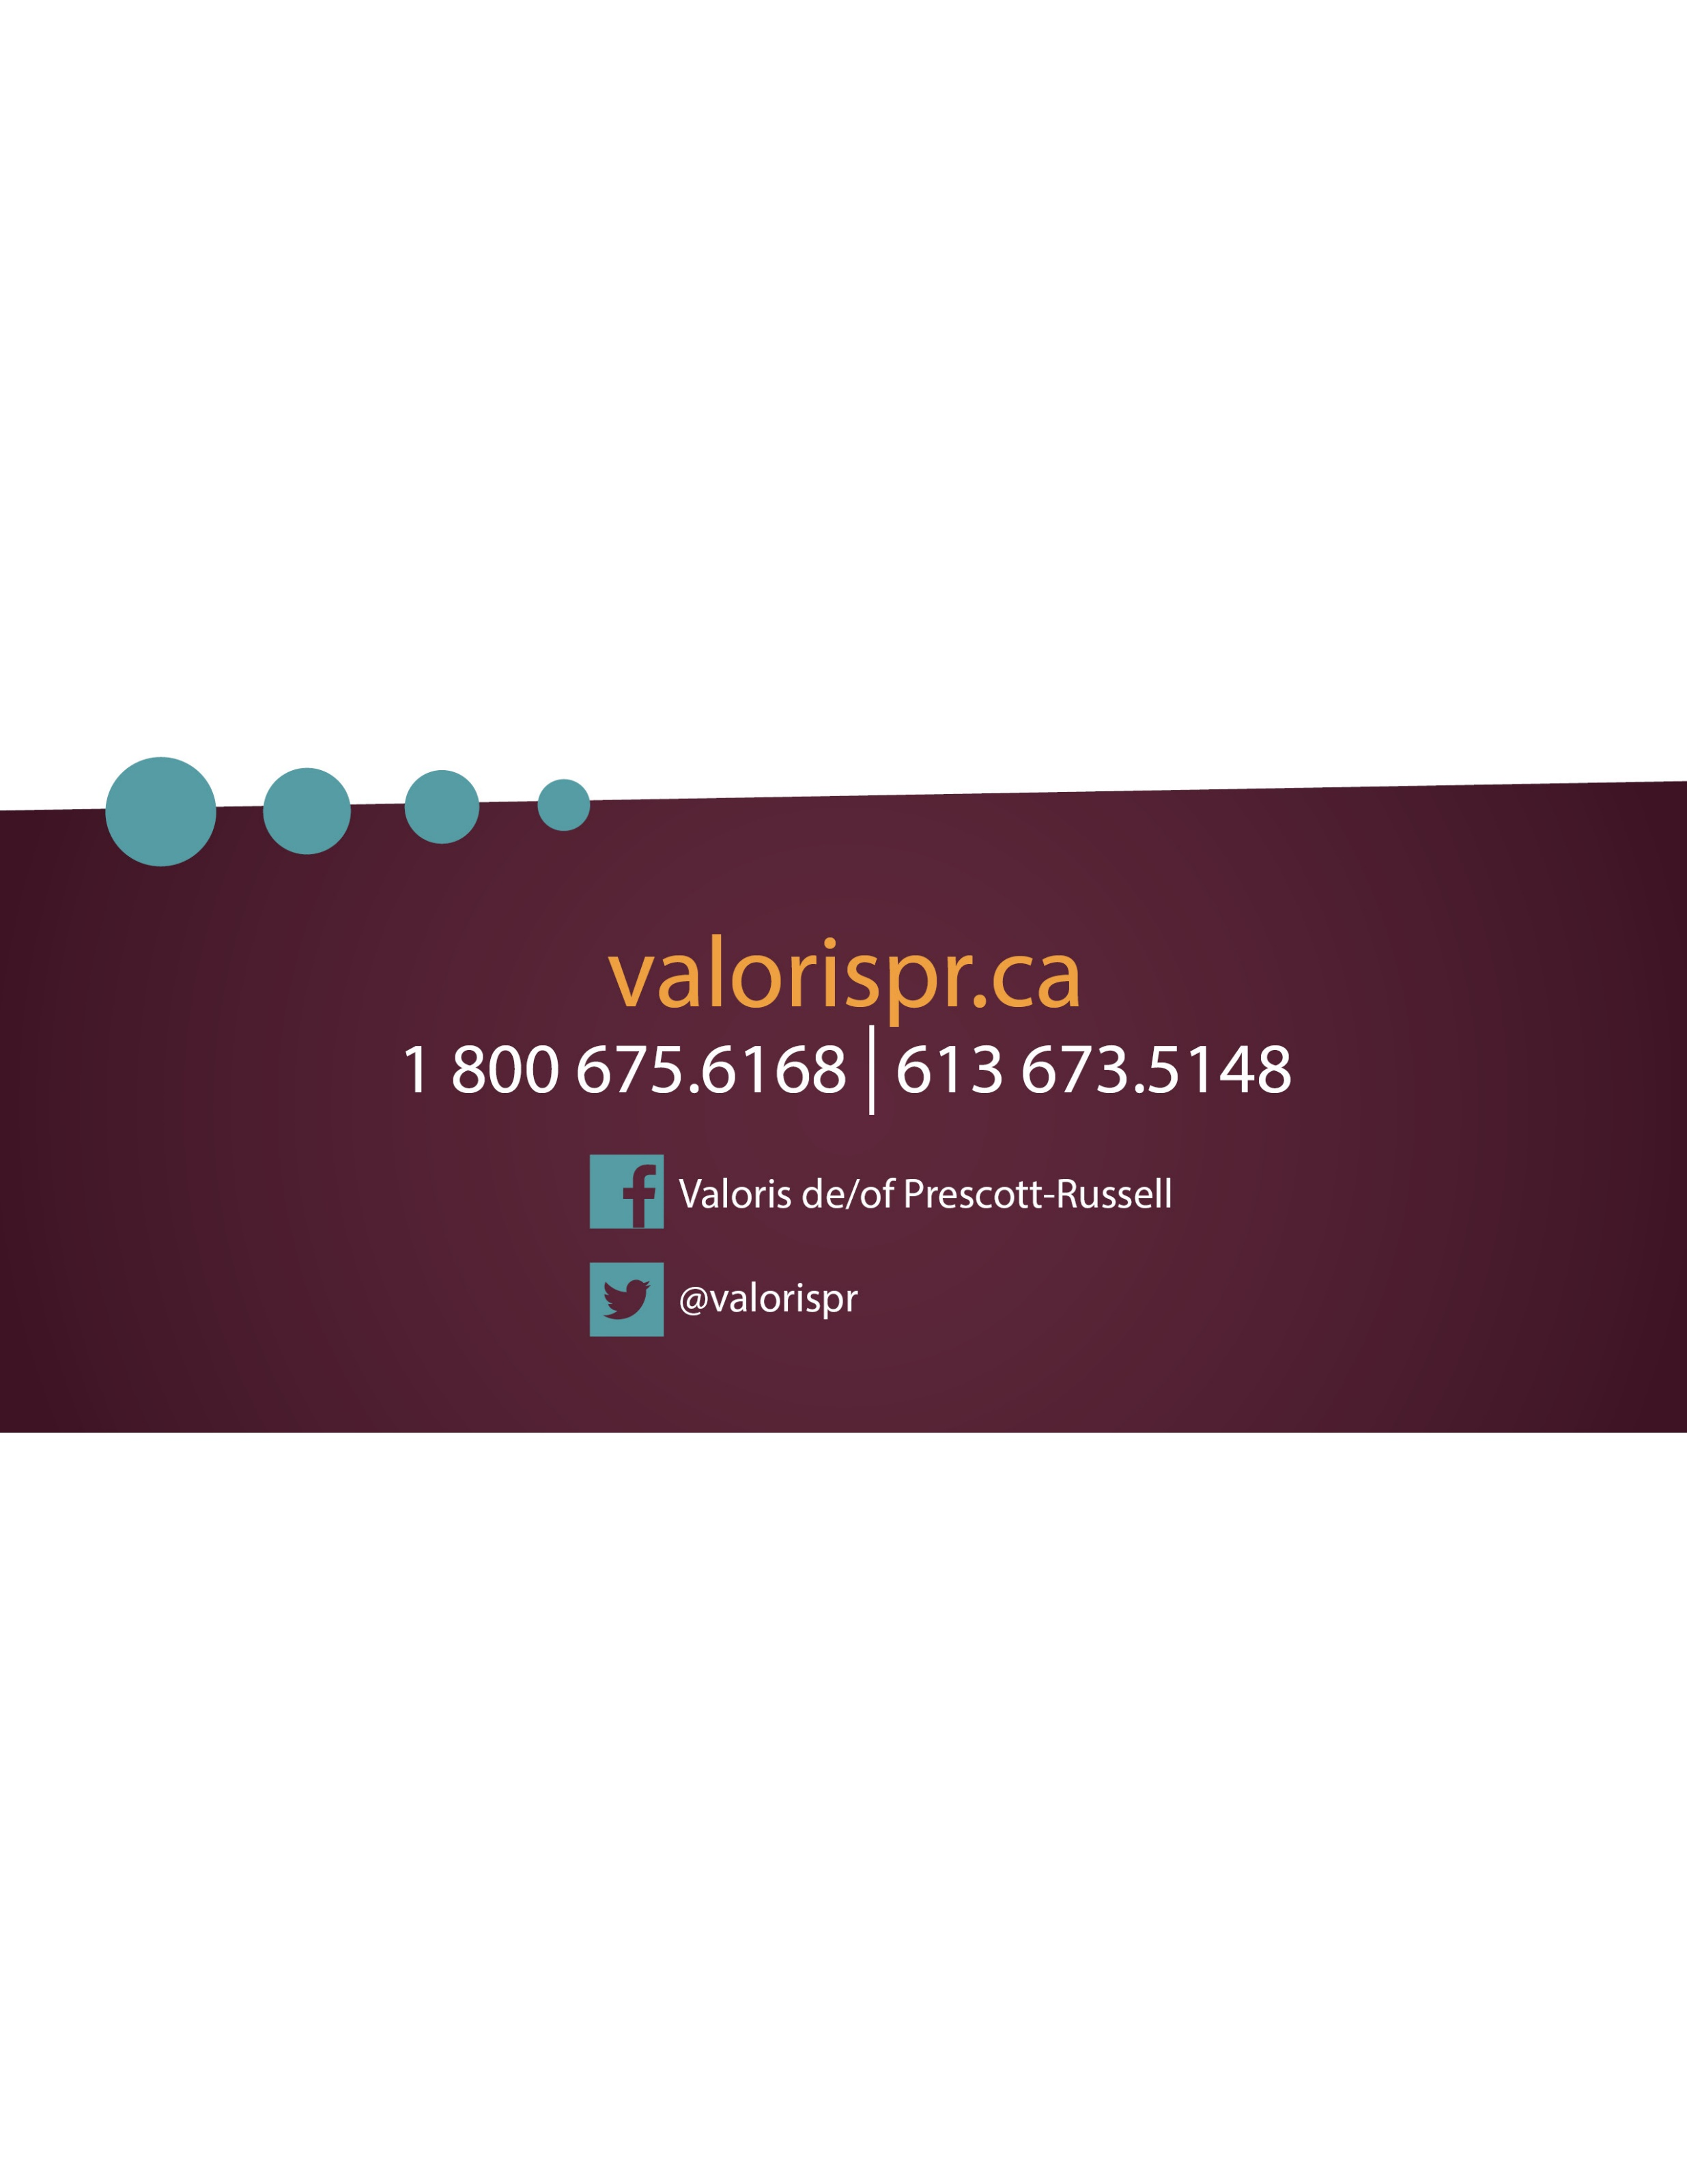 valorispr.ca
1 800 675.6168 | 613 673.5148
Valoris de/of Prescott-Russell
@valorispr